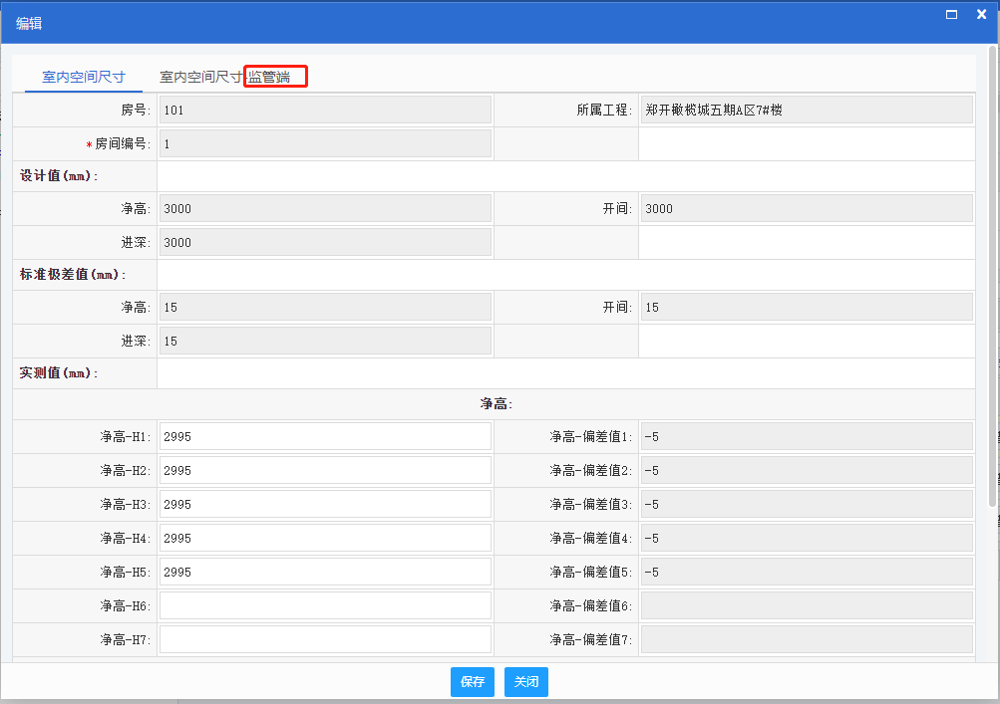 编辑
室内空间尺寸 室内空间尺寸监管端
房号: 101 所属工程: 郑开橄榄城五期A区7#楼
*房间编号: 1
设计值(mm):
净高: 3000 开间: 3000
进深: 3000
标准极差值(mm):
净高: 15 开间: 15
进深: 15
实测值(mm):
净高:
净高-H1: 2995 净高-偏差值1: -5
净高-H2: 2995 净高-偏差值2: -5
净高-H3: 2995 净高-偏差值3: -5
净高-H4: 2995 净高-偏差值4: -5
净高-H5: 2995 净高-偏差值5: -5
净高-H6: 净高-偏差值6:
净高-H7: 净高-偏差值7:
保存 关闭